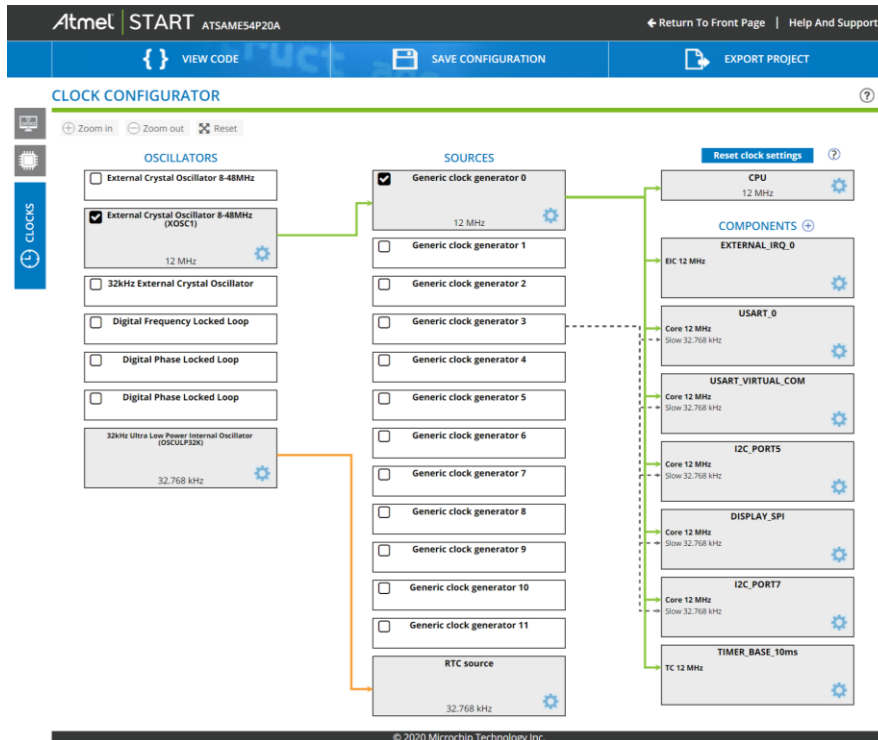 Atmel START ATSAME54P20A
Return To Front Page | Help And Support
{ } VIEW CODE
SAVE CONFIGURATION
EXPORT PROJECT
CLOCK CONFIGURATOR
?
Zoom in
Zoom out
Reset
CLOCKS
OSCILLATORS
External Crystal Oscillator 8-48MHz
External Crystal Oscillator 8-48MHz
(XOSC1)
12 MHz
32kHz External Crystal Oscillator
Digital Frequency Locked Loop
Digital Phase Locked Loop
Digital Phase Locked Loop
32kHz Ultra Low Power Internal Oscillator
(OSCULP32K)
32.768 kHz
SOURCES
Generic clock generator 0
12 MHz
Generic clock generator 1
Generic clock generator 2
Generic clock generator 3
Generic clock generator 4
Generic clock generator 5
Generic clock generator 6
Generic clock generator 7
Generic clock generator 8
Generic clock generator 9
Generic clock generator 10
Generic clock generator 11
RTC source
32.768 kHz
Reset clock settings
?
CPU
12 MHz
COMPONENTS
EXTERNAL_IRQ_0
EIC 12 MHz
USART_0
Core 12 MHz
Slow 32.768 kHz
USART_VIRTUAL_COM
Core 12 MHz
Slow 32.768 kHz
I2C_PORT5
Core 12 MHz
Slow 32.768 kHz
DISPLAY_SPI
Core 12 MHz
Slow 32.768 kHz
I2C_PORT7
Core 12 MHz
Slow 32.768 kHz
TIMER_BASE_10ms
TC 12 MHz
© 2020 Microchip Technology Inc.